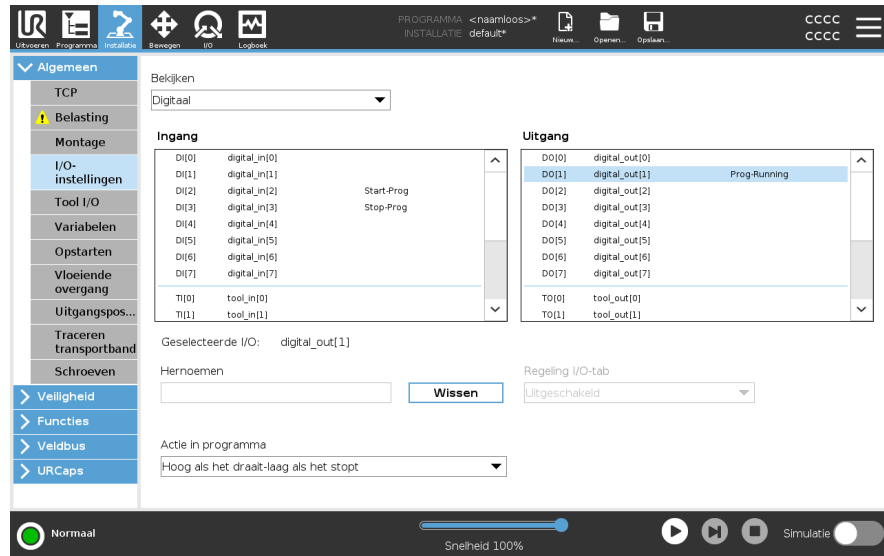 UR
Uitvoeren Programma Installatie Bewegen I/O Logboek
PROGRAMMA <naamloos>*
INSTALLATIE default*
Nieuw... Openen... Opslaan...
cccc
cccc
Algemeen
TCP
Belasting
Montage
I/O-
instellingen
Tool I/O
Variabelen
Opstarten
Vloeiende
overgang
Uitgangspos...
Traceren
transportband
Schroeven
Veiligheid
Functies
Veldbus
URCaps
Bekijken
Digitaal
Ingang
DI[0] digital_in[0]
DI[1] digital_in[1]
DI[2] digital_in[2] Start-Prog
DI[3] digital_in[3] Stop-Prog
DI[4] digital_in[4]
DI[5] digital_in[5]
DI[6] digital_in[6]
DI[7] digital_in[7]
TI[0] tool_in[0]
TI[1] tool_in[1]
Uitgang
DO[0] digital_out[0]
DO[1] digital_out[1] Prog-Running
DO[2] digital_out[2]
DO[3] digital_out[3]
DO[4] digital_out[4]
DO[5] digital_out[5]
DO[6] digital_out[6]
DO[7] digital_out[7]
TO[0] tool_out[0]
TO[1] tool_out[1]
Geselecteerde I/O: digital_out[1]
Hernoemen
Wissen
Regeling I/O-tab
Uitgeschakeld
Actie in programma
Hoog als het draait-laag als het stopt
Normaal
Snelheid 100%
Simulatie